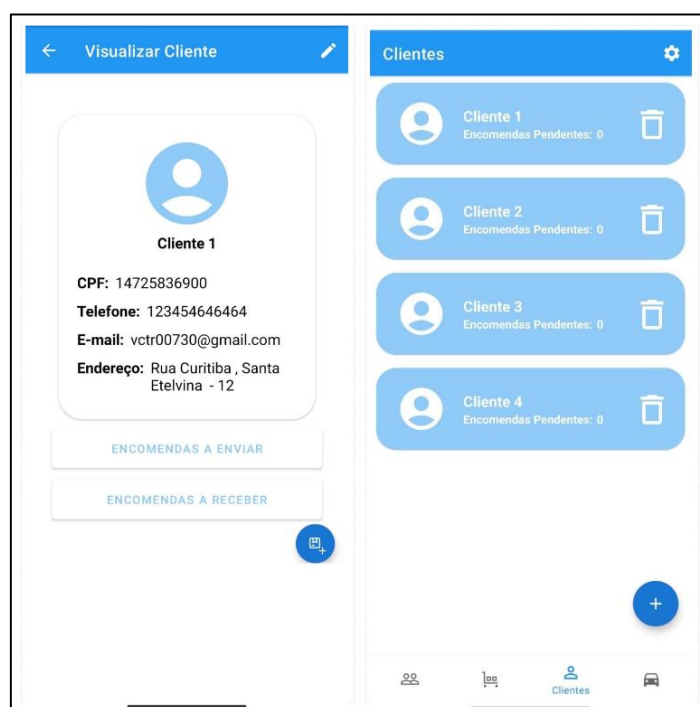 Visualizar Cliente
Cliente 1
CPF: 14725836900
Telefone: 123454646464
E-mail: vctr00730@gmail.com
Endereço: Rua Curitiba , Santa
Etelvina - 12
ENCOMENDAS A ENVIAR
ENCOMENDAS A RECEBER
Clientes
Cliente 1
Encomendas Pendentes: 0
Cliente 2
Encomendas Pendentes: 0
Cliente 3
Encomendas Pendentes: 0
Cliente 4
Encomendas Pendentes: 0
Clientes